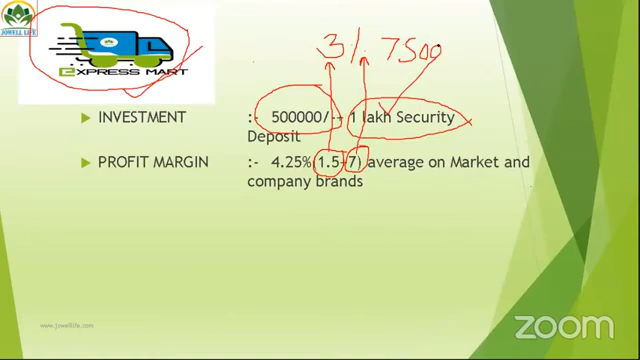 JOWELL LIFE
EXPRESS MART
3% 7500
INVESTMENT :- 500000/-+ 1 lakh Security
Deposit
PROFIT MARGIN :- 4.25%(1.5-7) average on Market and
company brands
www.jowelllife.com
zoom